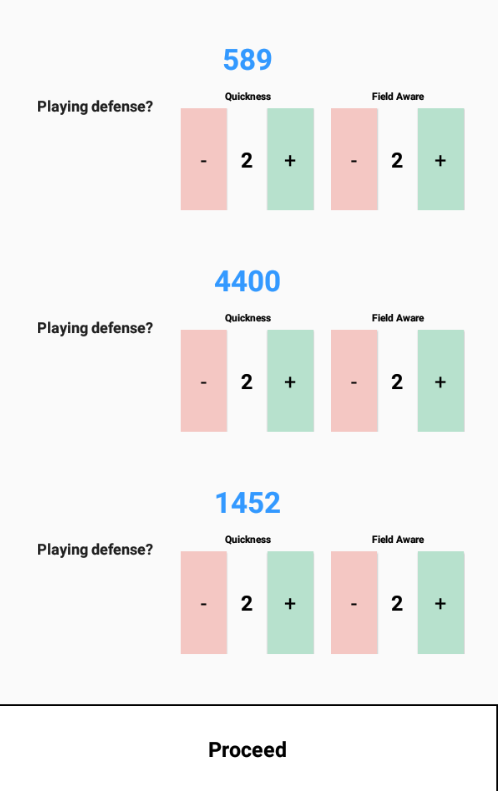 589
Quickness Field Aware
Playing defense?
- 2 + - 2 +
4400
Quickness Field Aware
Playing defense?
- 2 + - 2 +
1452
Quickness Field Aware
Playing defense?
- 2 + - 2 +
Proceed